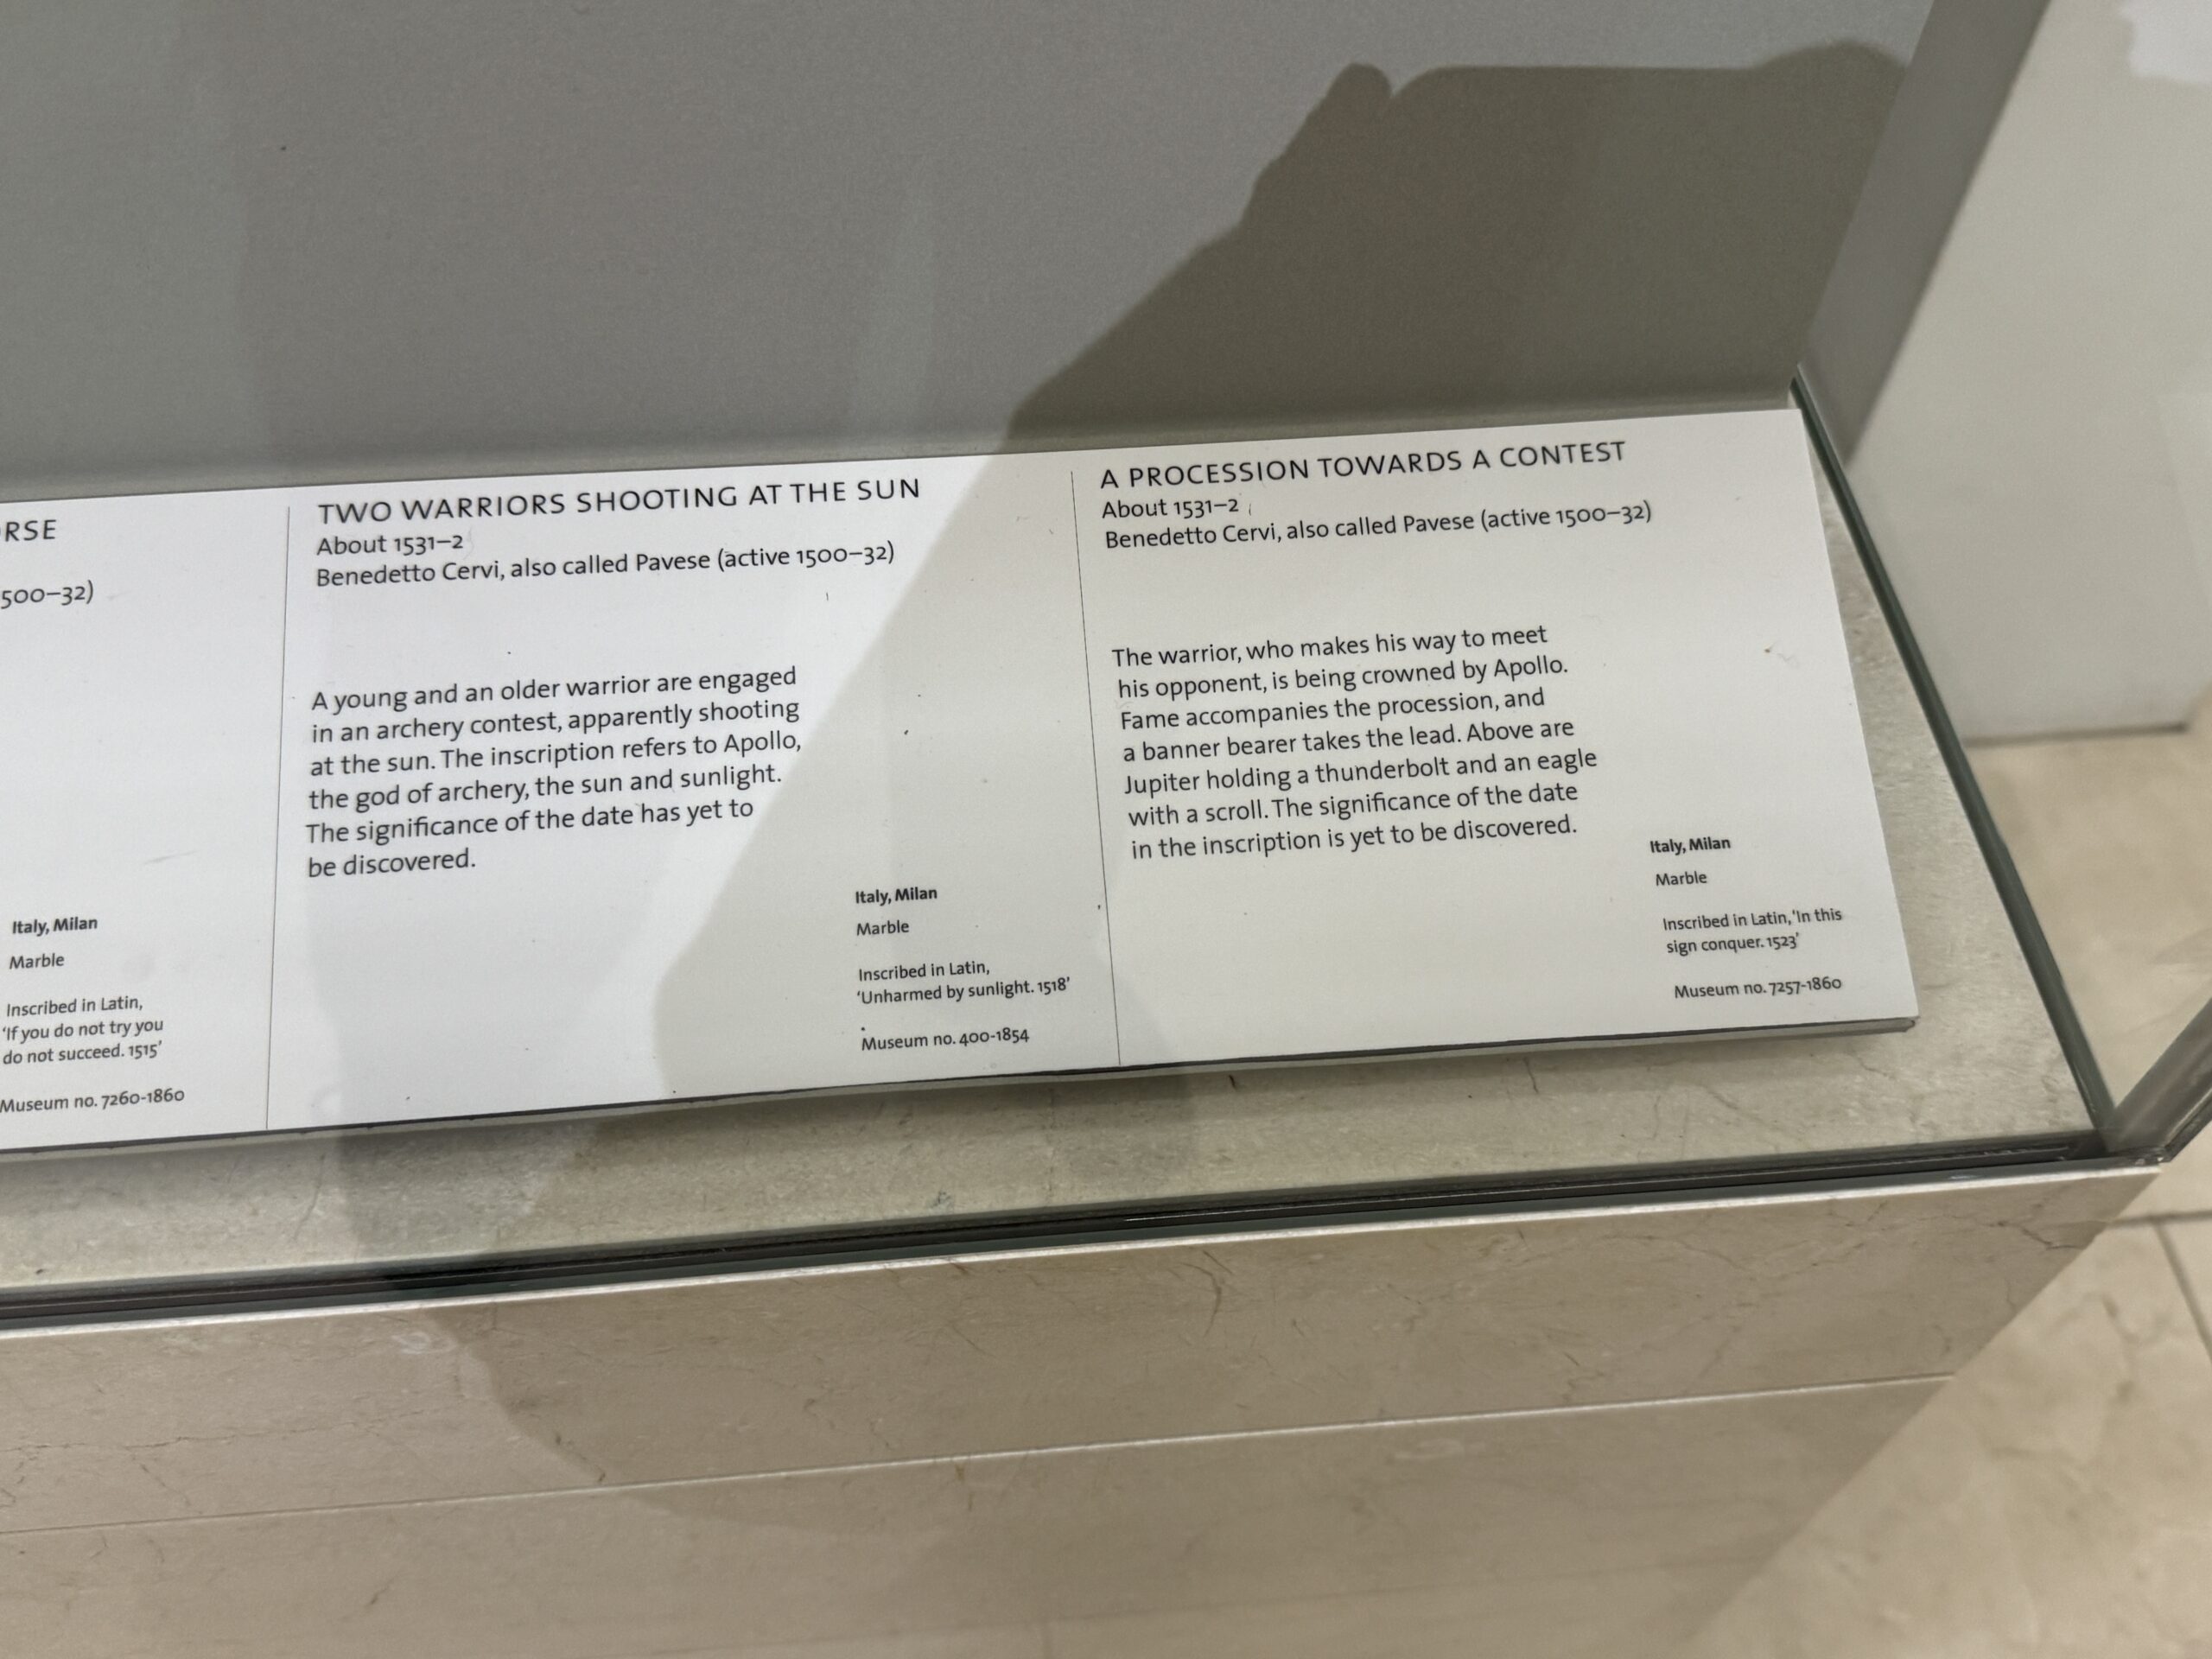 ORSE
500–32)
Italy, Milan
Marble
Inscribed in Latin,
‘If you do not try you
do not succeed. 1515’
Museum no. 7260-1860
TWO WARRIORS SHOOTING AT THE SUN
About 1531–2
Benedetto Cervi, also called Pavese (active 1500–32)
A young and an older warrior are engaged
in an archery contest, apparently shooting
at the sun. The inscription refers to Apollo,
the god of archery, the sun and sunlight.
The significance of the date has yet to
be discovered.
Italy, Milan
Marble
Inscribed in Latin,
‘Unharmed by sunlight. 1518’
Museum no. 400-1854
A PROCESSION TOWARDS A CONTEST
About 1531–2
Benedetto Cervi, also called Pavese (active 1500–32)
The warrior, who makes his way to meet
his opponent, is being crowned by Apollo.
Fame accompanies the procession, and
a banner bearer takes the lead. Above are
Jupiter holding a thunderbolt and an eagle
with a scroll. The significance of the date
in the inscription is yet to be discovered.
Italy, Milan
Marble
Inscribed in Latin, ‘In this
sign conquer. 1523’
Museum no. 7257-1860